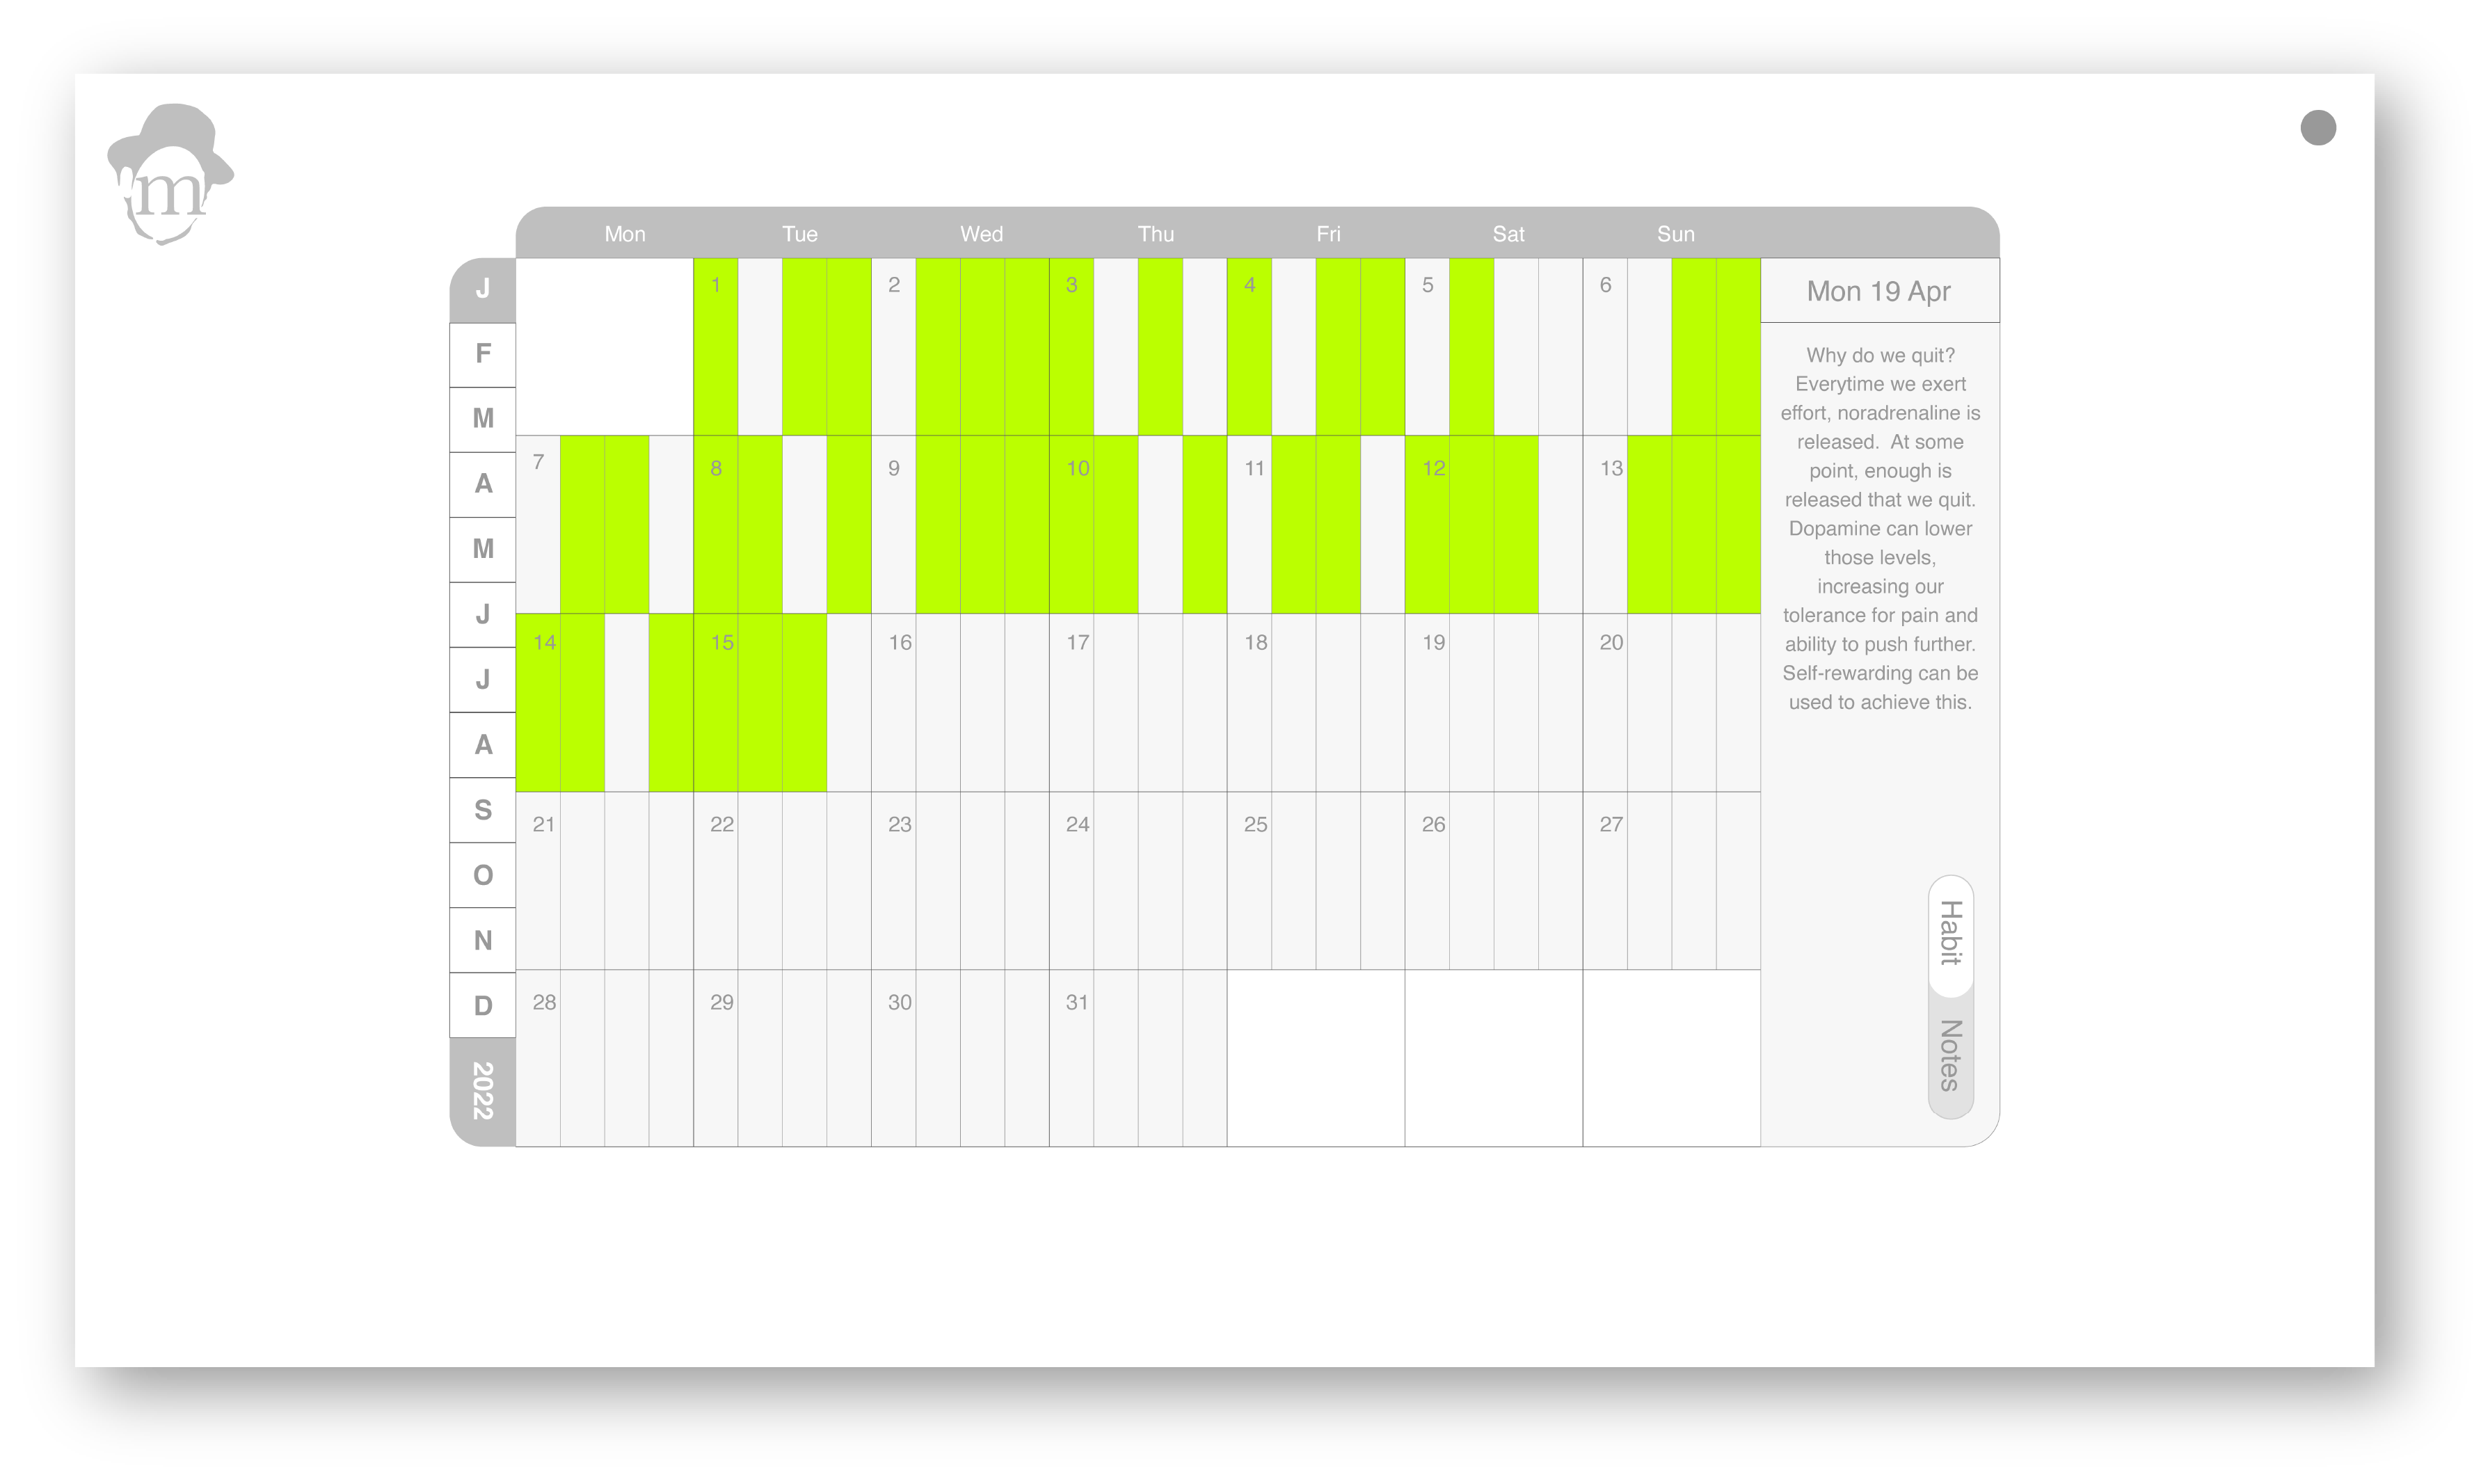 m
Mon Tue Wed Thu Fri Sat Sun
J
F
M
A
M
J
J
A
S
O
N
D
2022
1 2 3 4 5 6
7 8 9 10 11 12 13
14 15 16 17 18 19 20
21 22 23 24 25 26 27
28 29 30 31
Mon 19 Apr
Why do we quit?
Everytime we exert
effort, noradrenaline is
released.  At some
point, enough is
released that we quit.
Dopamine can lower
those levels,
increasing our
tolerance for pain and
ability to push further.
Self-rewarding can be
used to achieve this.
Habit
Notes